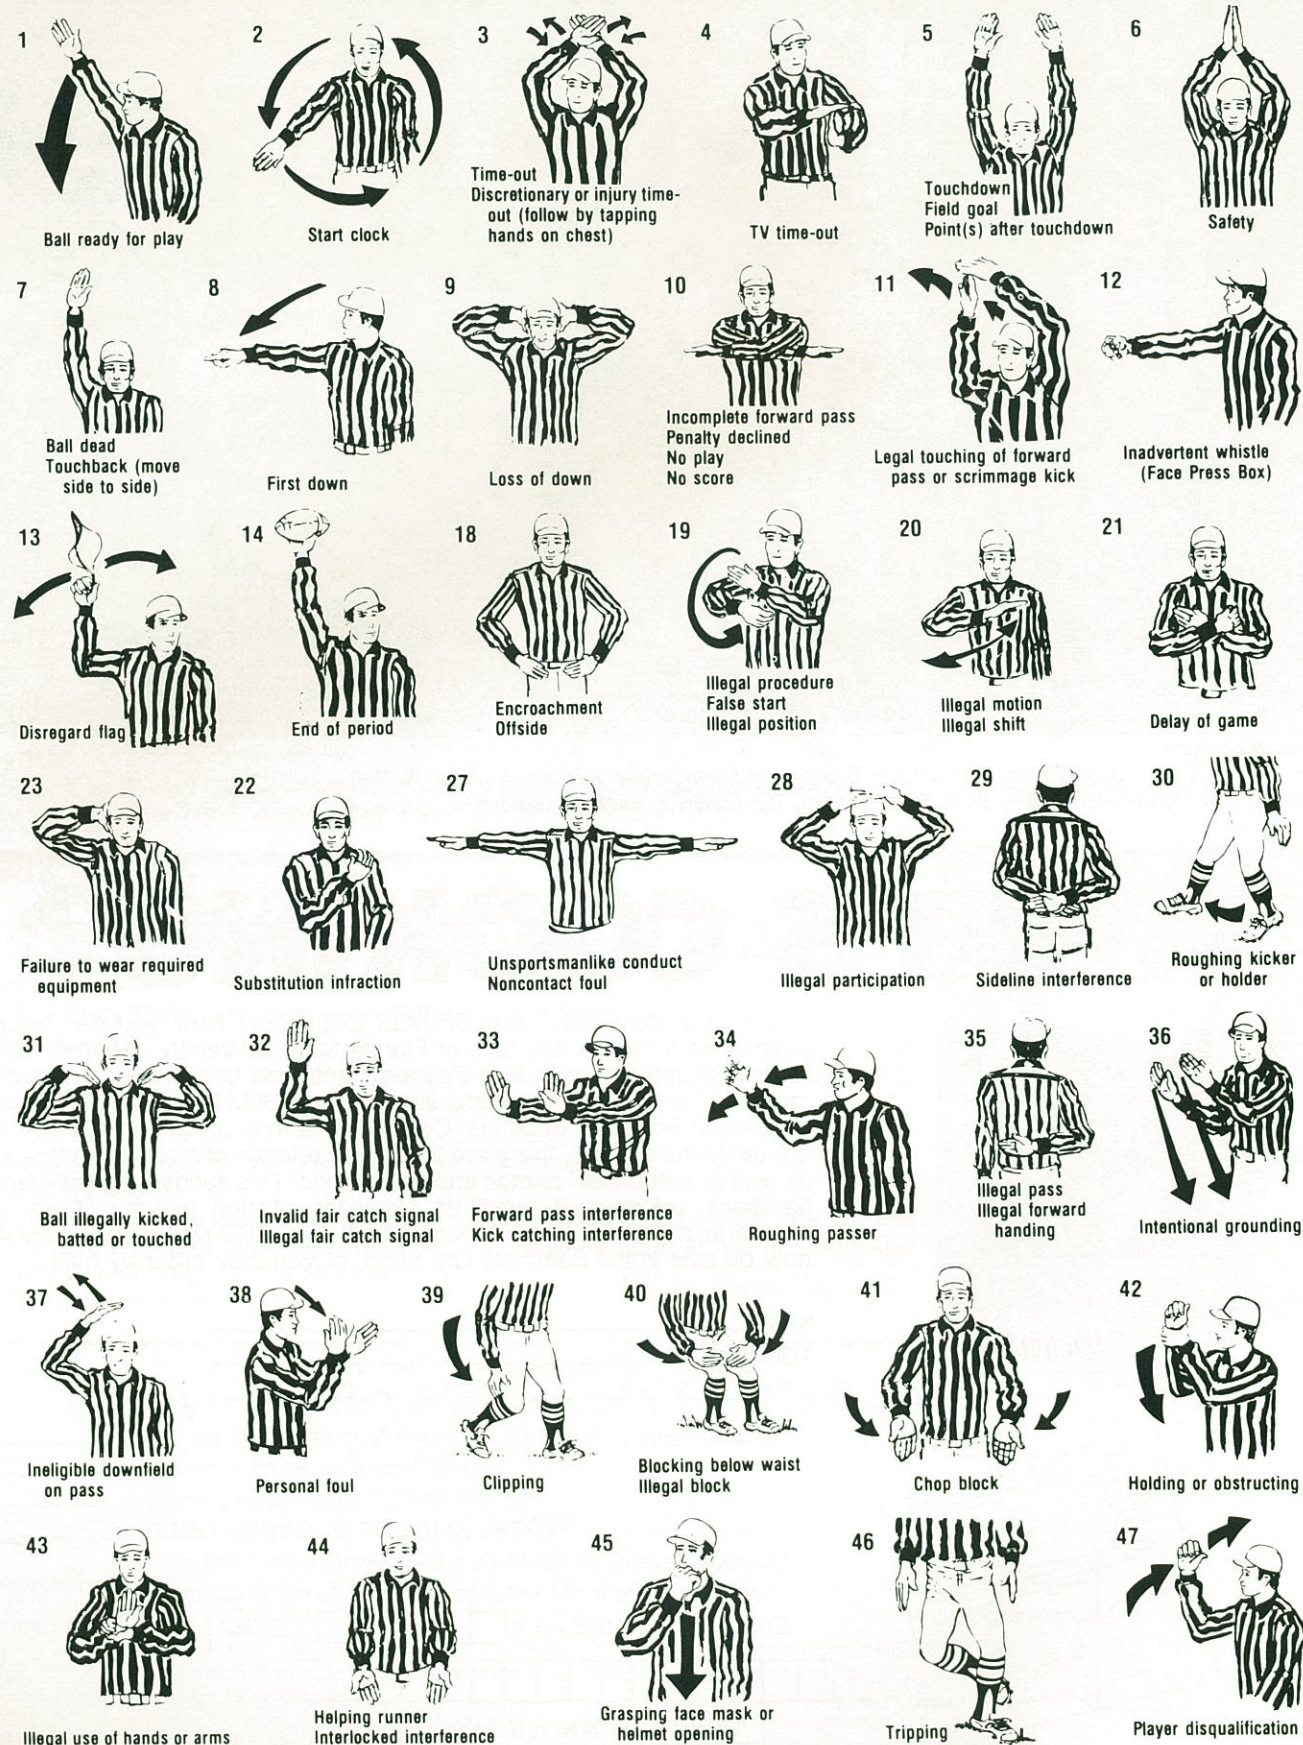 1
Ball ready for play
2
Start clock
3
Time-out
Discretionary or injury time-
out (follow by tapping
hands on chest)
4
TV time-out
5
Touchdown
Field goal
Point(s) after touchdown
6
Safety
7
Ball dead
Touchback (move
side to side)
8
First down
9
Loss of down
10
Incomplete forward pass
Penalty declined
No play
No score
11
Legal touching of forward
pass or scrimmage kick
12
Inadvertent whistle
(Face Press Box)
13
Disregard flag
14
End of period
18
Encroachment
Offside
19
Illegal procedure
False start
Illegal position
20
Illegal motion
Illegal shift
21
Delay of game
23
Failure to wear required
equipment
22
Substitution infraction
27
Unsportsmanlike conduct
Noncontact foul
28
Illegal participation
29
Sideline interference
30
Roughing kicker
or holder
31
Ball illegally kicked,
batted or touched
32
Invalid fair catch signal
Illegal fair catch signal
33
Forward pass interference
Kick catching interference
34
Roughing passer
35
Illegal pass
Illegal forward
handing
36
Intentional grounding
37
Ineligible downfield
on pass
38
Personal foul
39
Clipping
40
Blocking below waist
Illegal block
41
Chop block
42
Holding or obstructing
43
Illegal use of hands or arms
44
Helping runner
Interlocked interference
45
Grasping face mask or
helmet opening
46
Tripping
47
Player disqualification